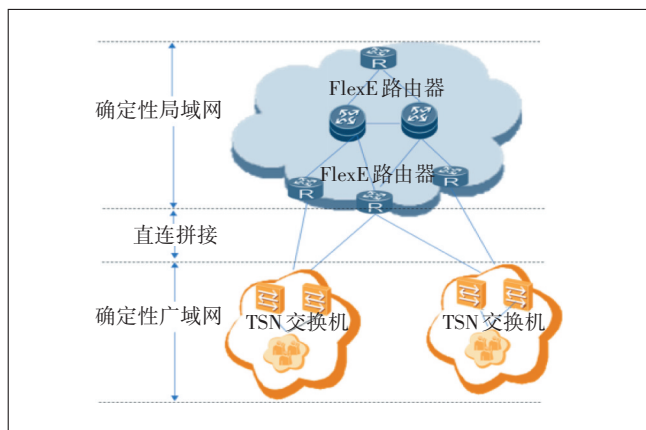 R
FlexE路由器
确定性局域网
FlexE路由器
R
R
R
直连拼接
确定性广域网
TSN交换机
TSN交换机